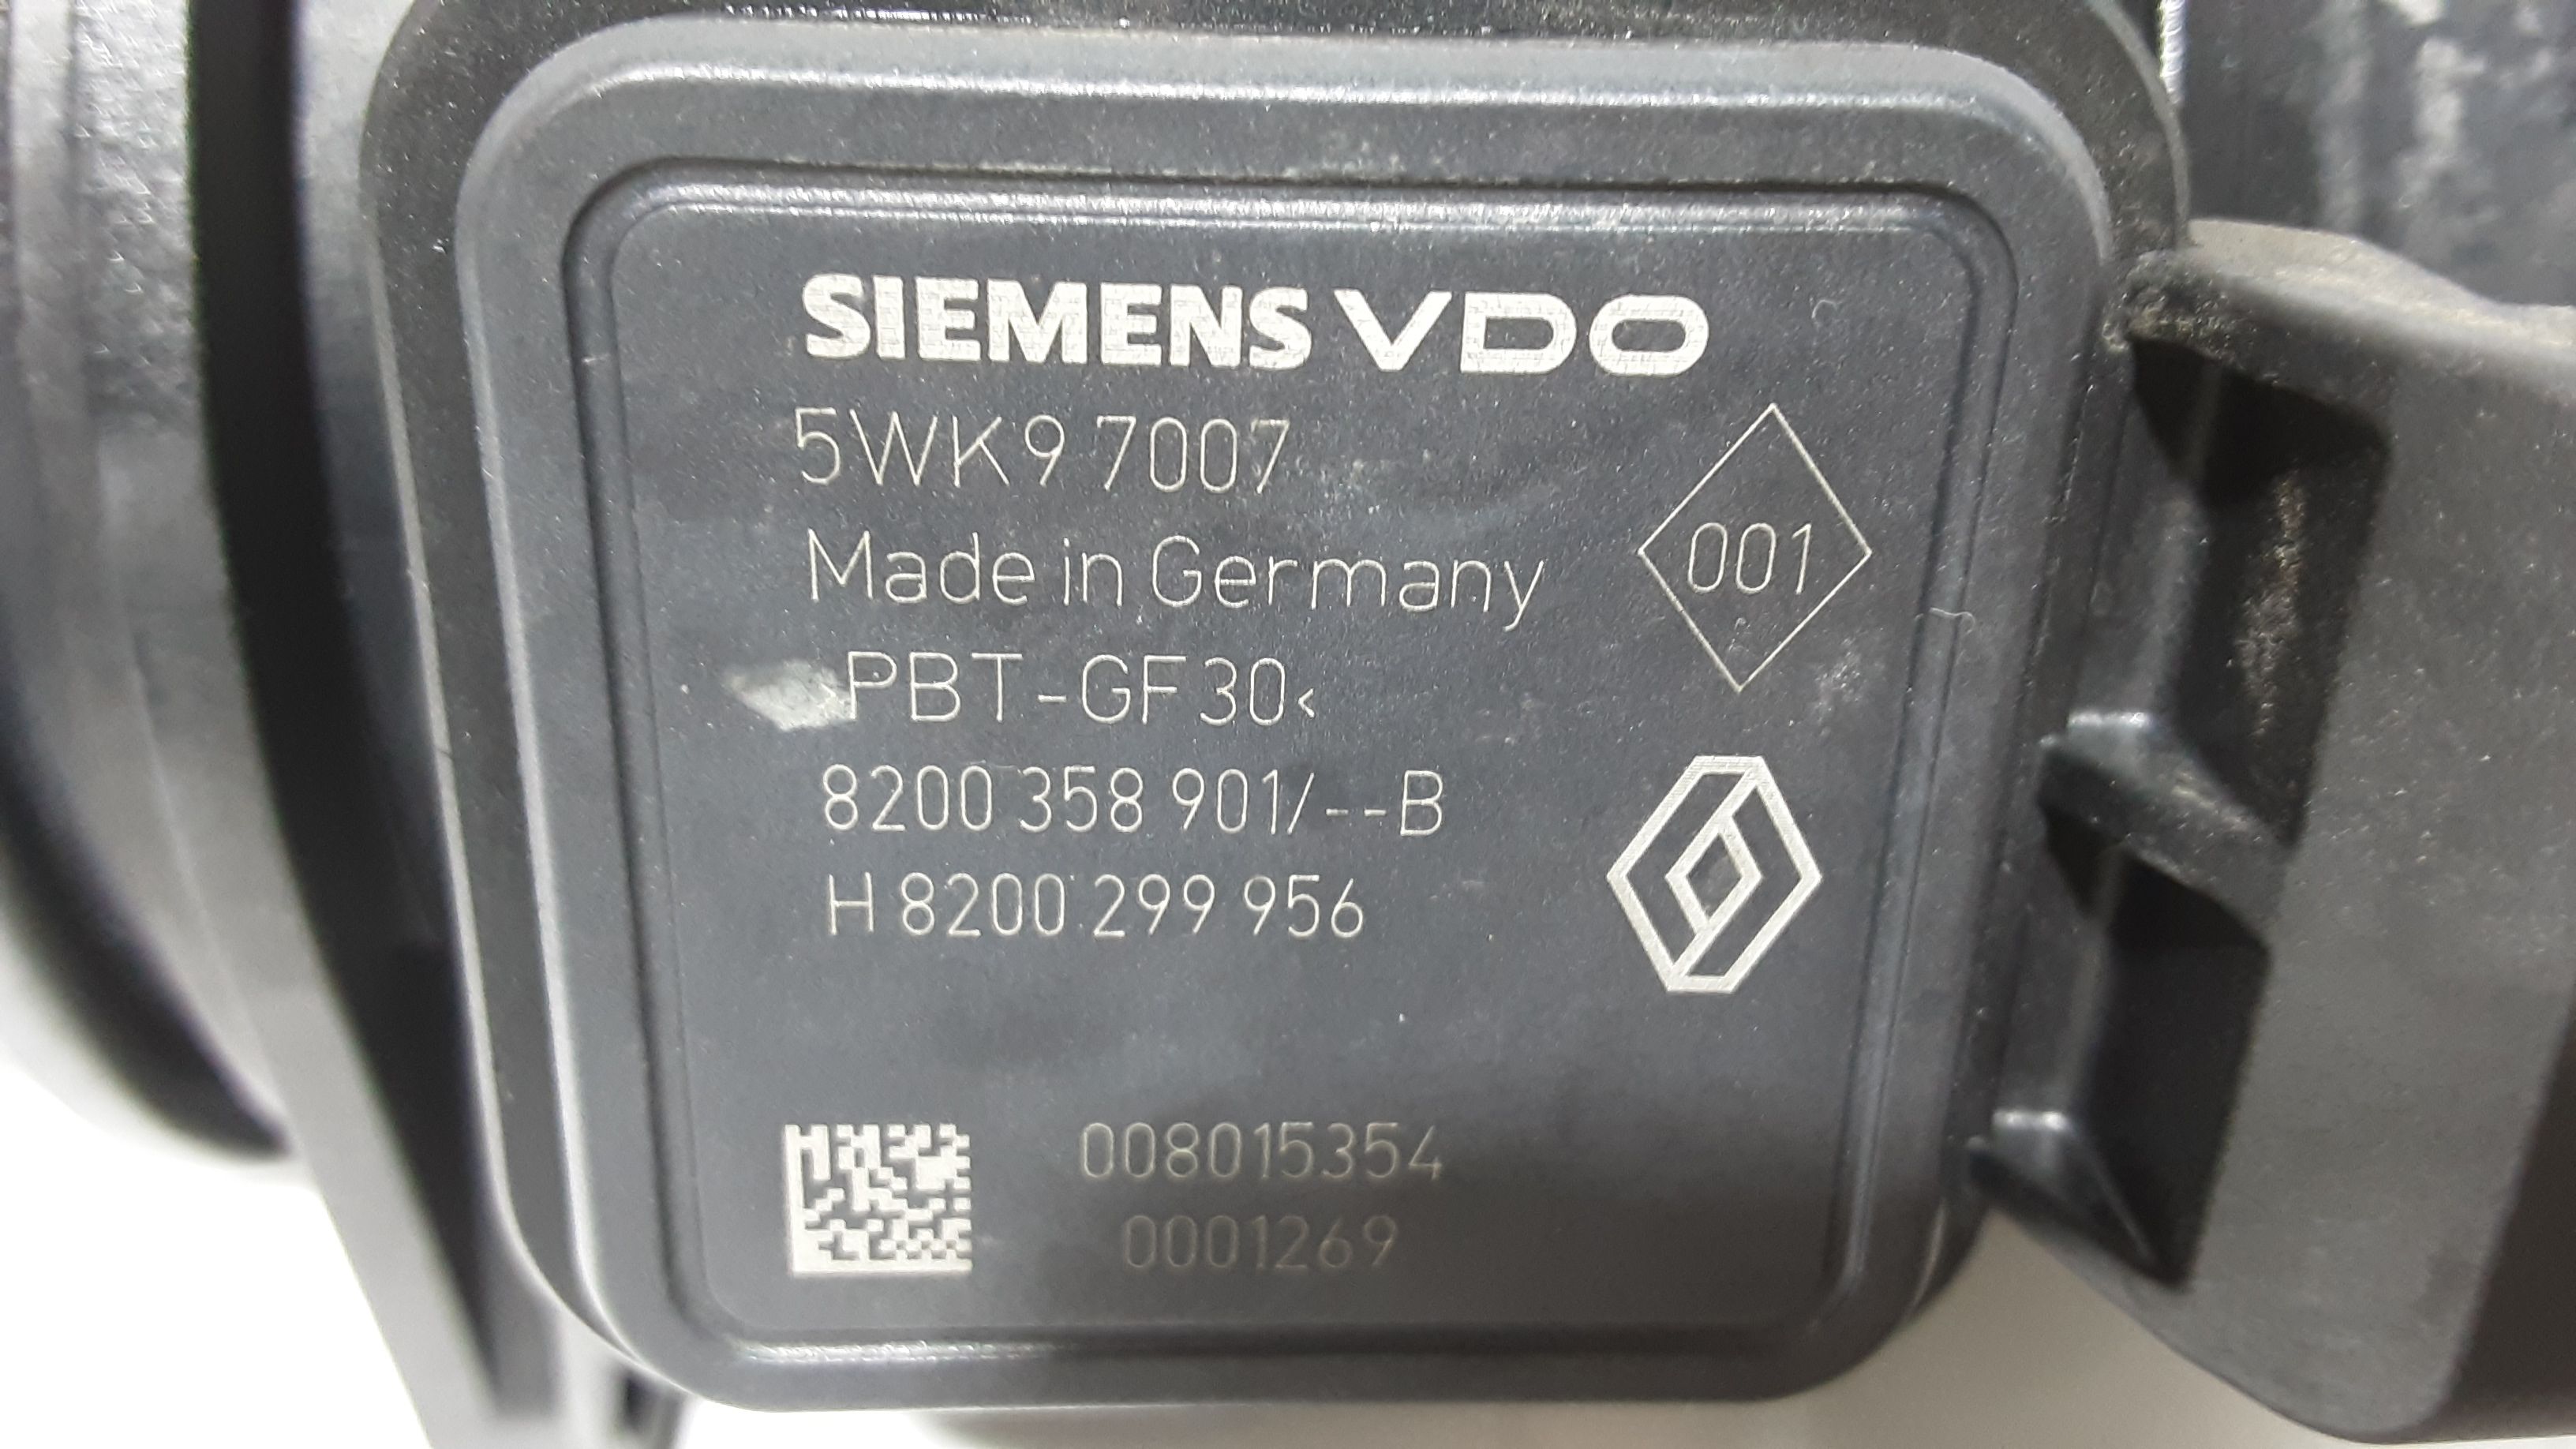 SIEMENS VDO
5WK9 7007
Made in Germany
001
>PBT-GF30<
8200 358 901/--B
H 8200 299 956
008015354
0001269